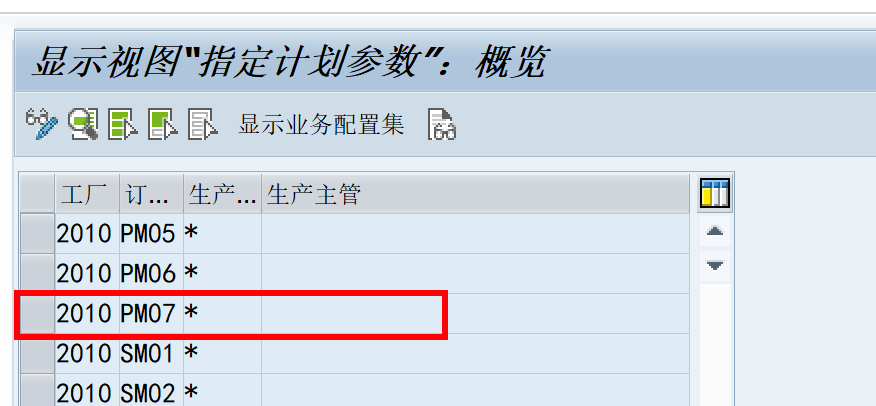 显示视图"指定计划参数": 概览
显示业务配置集
工厂 订... 生产... 生产主管
2010 PM05 *
2010 PM06 *
2010 PM07 *
2010 SM01 *
2010 SM02 *